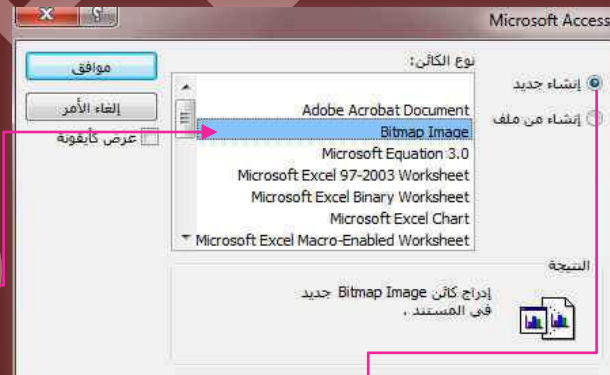 Microsoft Access
نوع الكائن:
إنشاء جديد
إنشاء من ملف
Adobe Acrobat Document
Bitmap Image
Microsoft Equation 3.0
Microsoft Excel 97-2003 Worksheet
Microsoft Excel Binary Worksheet
Microsoft Excel Chart
Microsoft Excel Macro-Enabled Worksheet
موافق
إلغاء الأمر
عرض كأيقونة
النتيجة
إدراج كائن Bitmap Image جديد
في المستند .